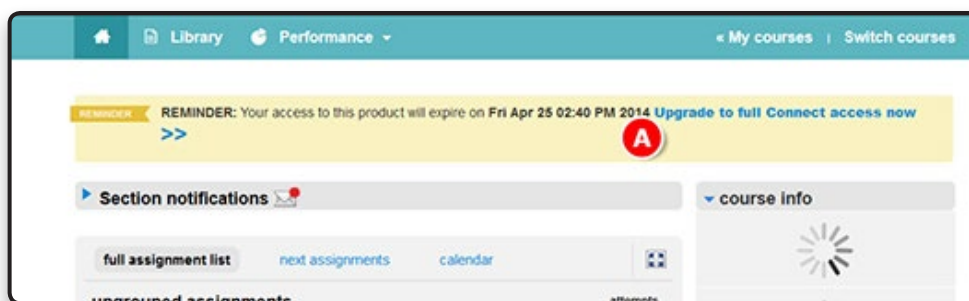 Library Performance « My courses | Switch courses
REMINDER REMINDER: Your access to this product will expire on Fri Apr 25 02:40 PM 2014 Upgrade to full Connect access now
>>
A
Section notifications
course info
full assignment list next assignments calendar
ungrouped assignments attempts